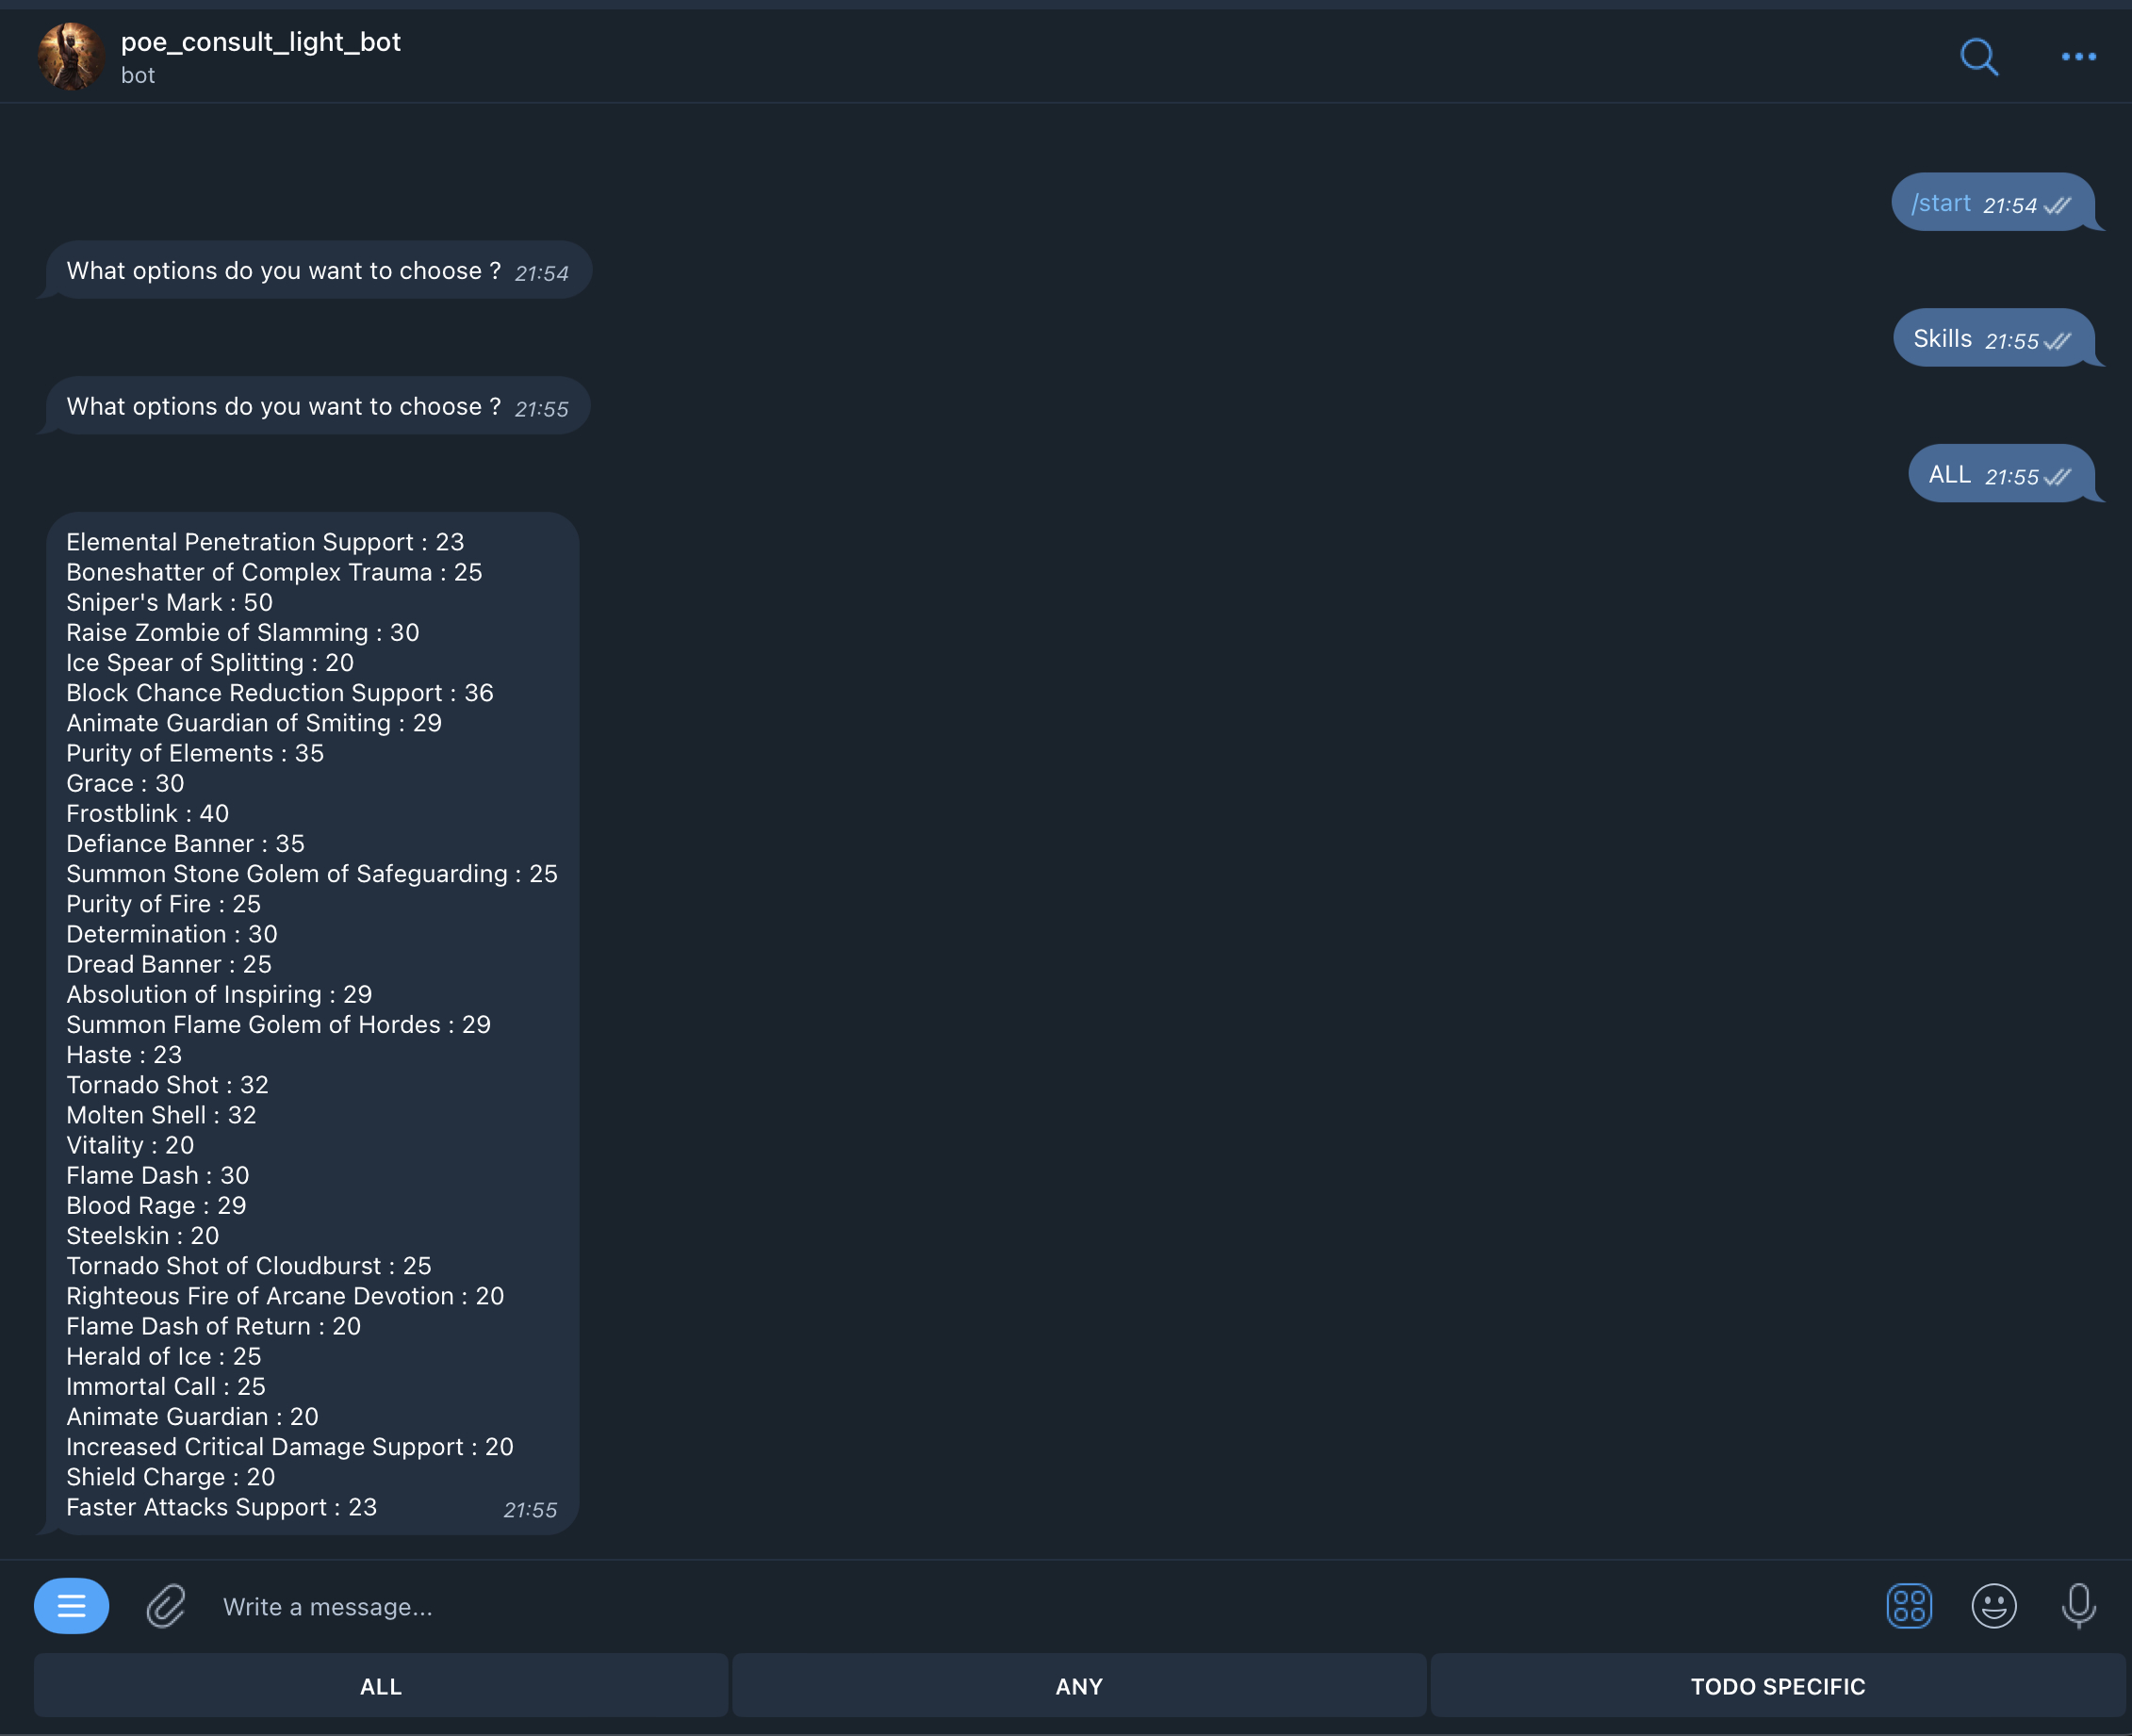 poe_consult_light_bot
bot
/start 21:54
What options do you want to choose ? 21:54
Skills 21:55
What options do you want to choose ? 21:55
ALL 21:55
Elemental Penetration Support : 23
Boneshatter of Complex Trauma : 25
Sniper's Mark : 50
Raise Zombie of Slamming : 30
Ice Spear of Splitting : 20
Block Chance Reduction Support : 36
Animate Guardian of Smiting : 29
Purity of Elements : 35
Grace : 30
Frostblink : 40
Defiance Banner : 35
Summon Stone Golem of Safeguarding : 25
Purity of Fire : 25
Determination : 30
Dread Banner : 25
Absolution of Inspiring : 29
Summon Flame Golem of Hordes : 29
Haste : 23
Tornado Shot : 32
Molten Shell : 32
Vitality : 20
Flame Dash : 30
Blood Rage : 29
Steelskin : 20
Tornado Shot of Cloudburst : 25
Righteous Fire of Arcane Devotion : 20
Flame Dash of Return : 20
Herald of Ice : 25
Immortal Call : 25
Animate Guardian : 20
Increased Critical Damage Support : 20
Shield Charge : 20
Faster Attacks Support : 23 21:55
Write a message...
ALL
ANY
TODO SPECIFIC